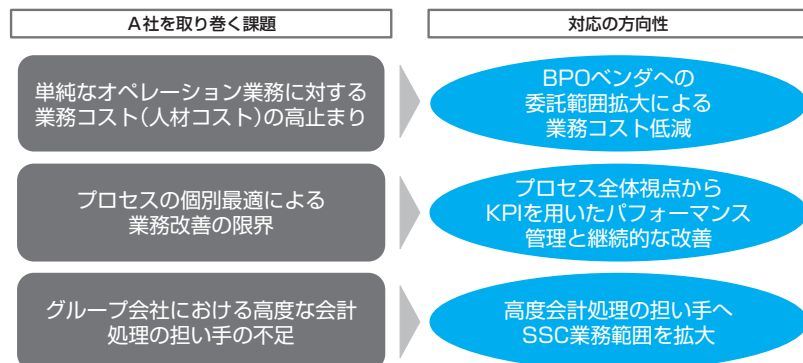 A社を取り巻く課題
対応の方向性
単純なオペレーション業務に対する
業務コスト(人材コスト)の高止まり
BPOベンダへの
委託範囲拡大による
業務コスト低減
プロセスの個別最適による
業務改善の限界
プロセス全体視点から
KPIを用いたパフォーマンス
管理と継続的な改善
グループ会社における高度な会計
処理の担い手の不足
高度会計処理の担い手へ
SSC業務範囲を拡大